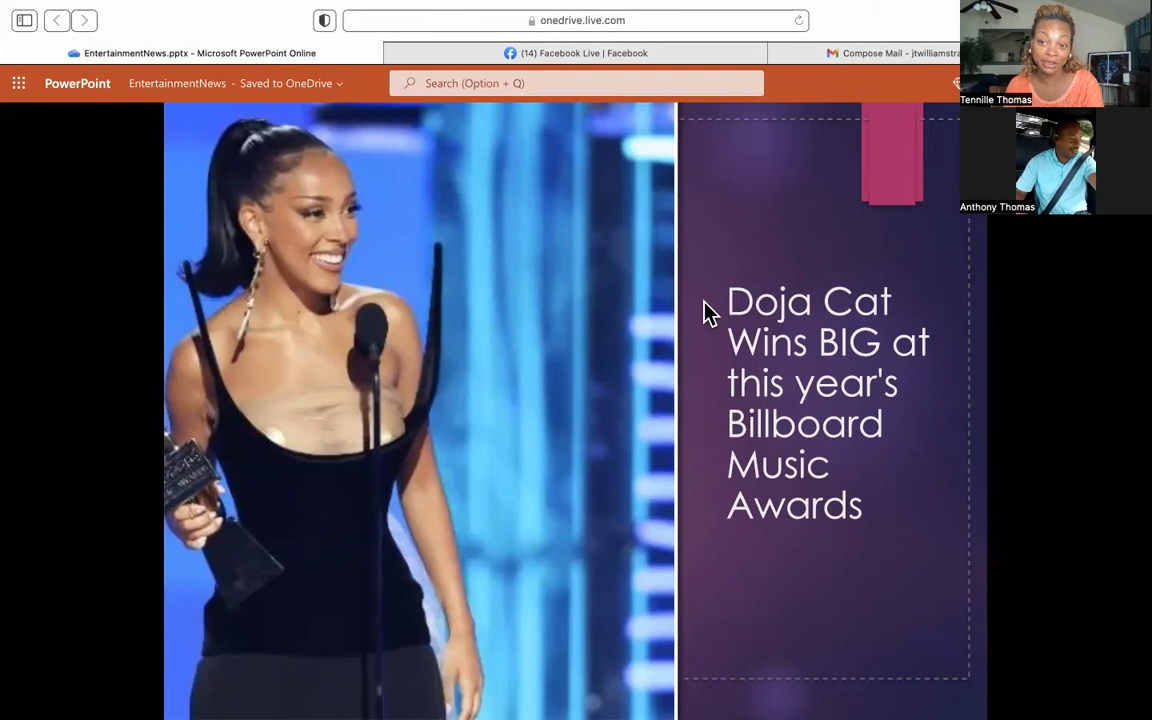 onedrive.live.com
EntertainmentNews.pptx - Microsoft PowerPoint Online
(14) Facebook Live | Facebook
Compose Mail - jtwilliamstra
PowerPoint
EntertainmentNews - Saved to OneDrive
Search (Option + Q)
Tennille Thomas
Anthony Thomas
Doja Cat
Wins BIG at
this year's
Billboard
Music
Awards